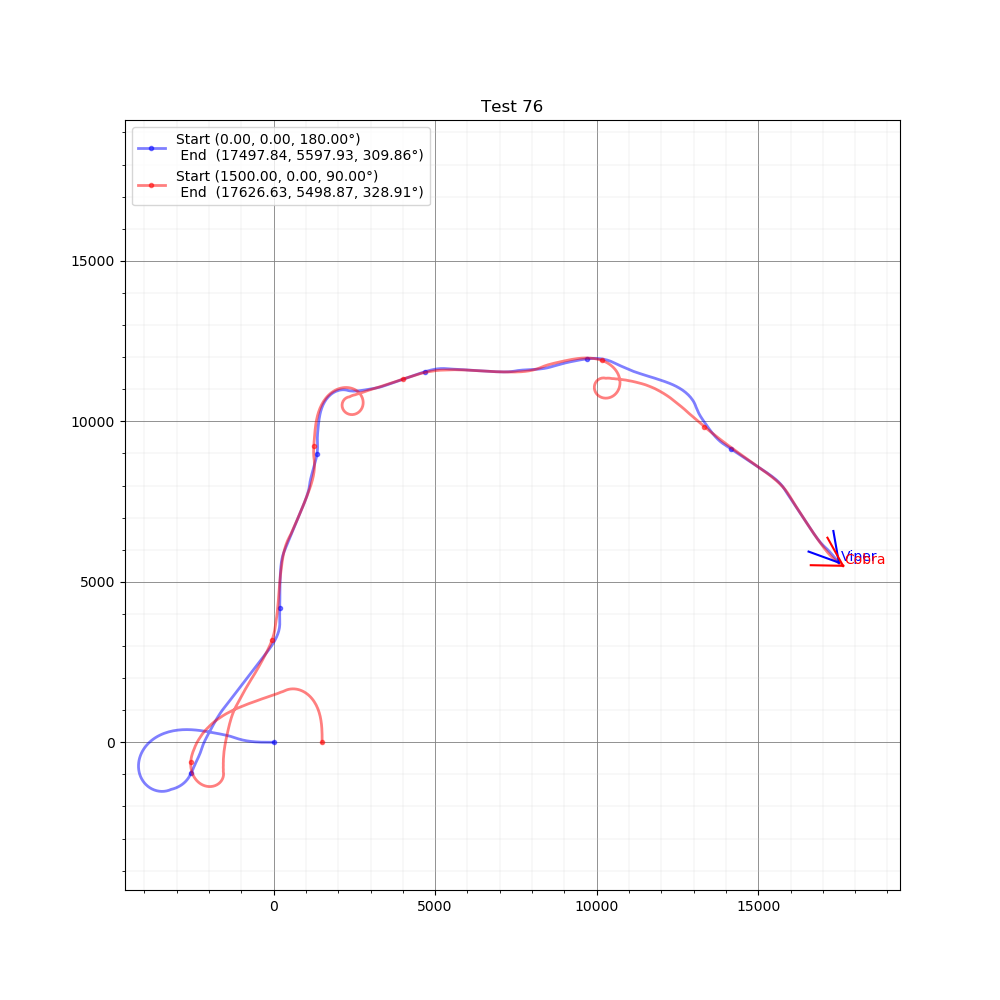 Test 76
Start (0.00, 0.00, 180.00°)
End (17497.84, 5597.93, 309.86°)
Start (1500.00, 0.00, 90.00°)
End (17626.63, 5498.87, 328.91°)
15000
10000
5000
0
Viper
Cobra
0
5000
10000
15000